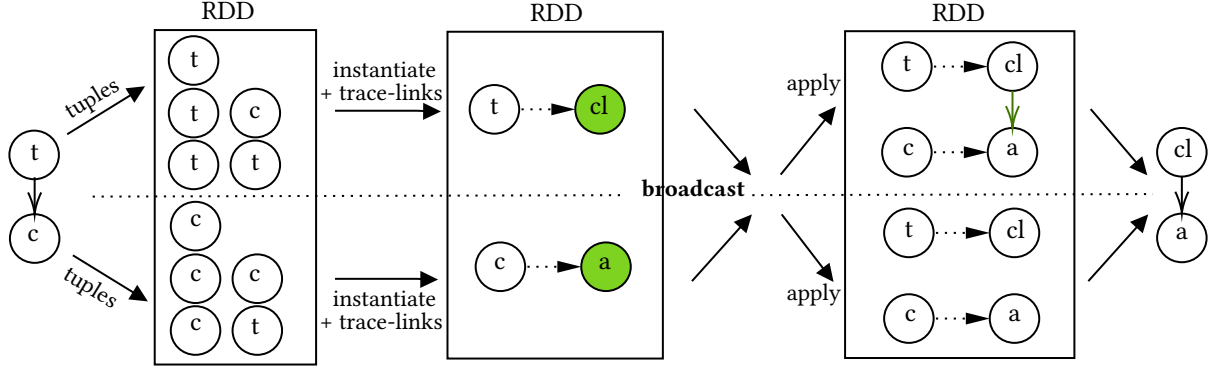 RDD
RDD
RDD
t
c
tuples
tuples
t
t c
t t
c
c c
c t
instantiate
+ trace-links
instantiate
+ trace-links
t cl
c a
broadcast
apply
apply
t cl
c a
t cl
c a
cl
a